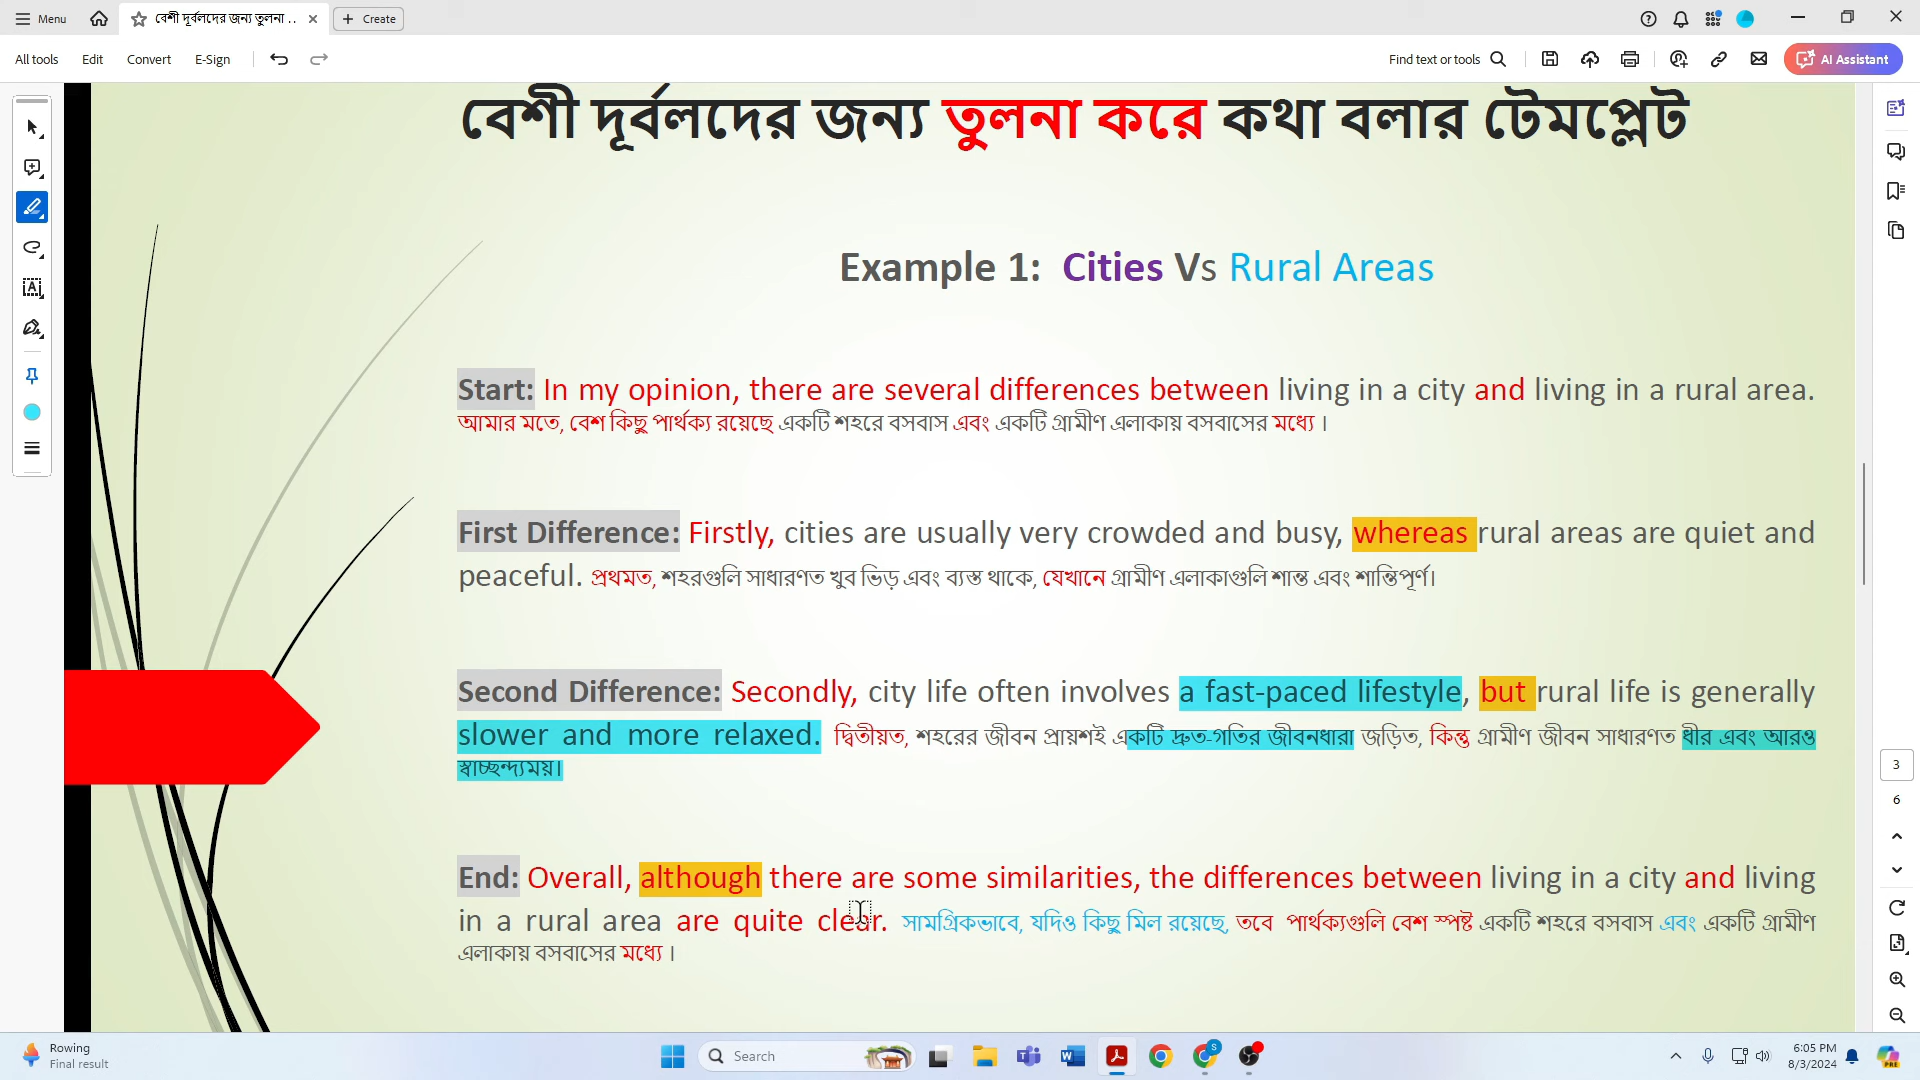 Menu
বেশী দূর্বলদের জন্য তুলনা ..
Create
All tools
Edit
Convert
E-Sign
Find text or tools
AI Assistant
বেশী দূর্বলদের জন্য তুলনা করে কথা বলার টেমপ্লেট
Example 1: Cities Vs Rural Areas
Start: In my opinion, there are several differences between living in a city and living in a rural area.
আমার মতে, বেশ কিছু পার্থক্য রয়েছে একটি শহরে বসবাস এবং একটি গ্রামীণ এলাকায় বসবাসের মধ্যে ।
First Difference: Firstly, cities are usually very crowded and busy, whereas rural areas are quiet and
peaceful. প্রথমত, শহরগুলি সাধারণত খুব ভিড় এবং ব্যস্ত থাকে, যেখানে গ্রামীণ এলাকাগুলি শান্ত এবং শান্তিপূর্ণ।
Second Difference: Secondly, city life often involves a fast-paced lifestyle, but rural life is generally
slower and more relaxed. দ্বিতীয়ত, শহরের জীবন প্রায়শই একটি দ্রুত-গতির জীবনধারা জড়িত, কিন্তু গ্রামীণ জীবন সাধারণত ধীর এবং আরও
স্বাচ্ছন্দ্যময়।
End: Overall, although there are some similarities, the differences between living in a city and living
in a rural area are quite clear. সামগ্রিকভাবে, যদিও কিছু মিল রয়েছে, তবে পার্থক্যগুলি বেশ স্পষ্ট একটি শহরে বসবাস এবং একটি গ্রামীণ
এলাকায় বসবাসের মধ্যে ।
3
6
Rowing
Final result
Search
6:05 PM
8/3/2024